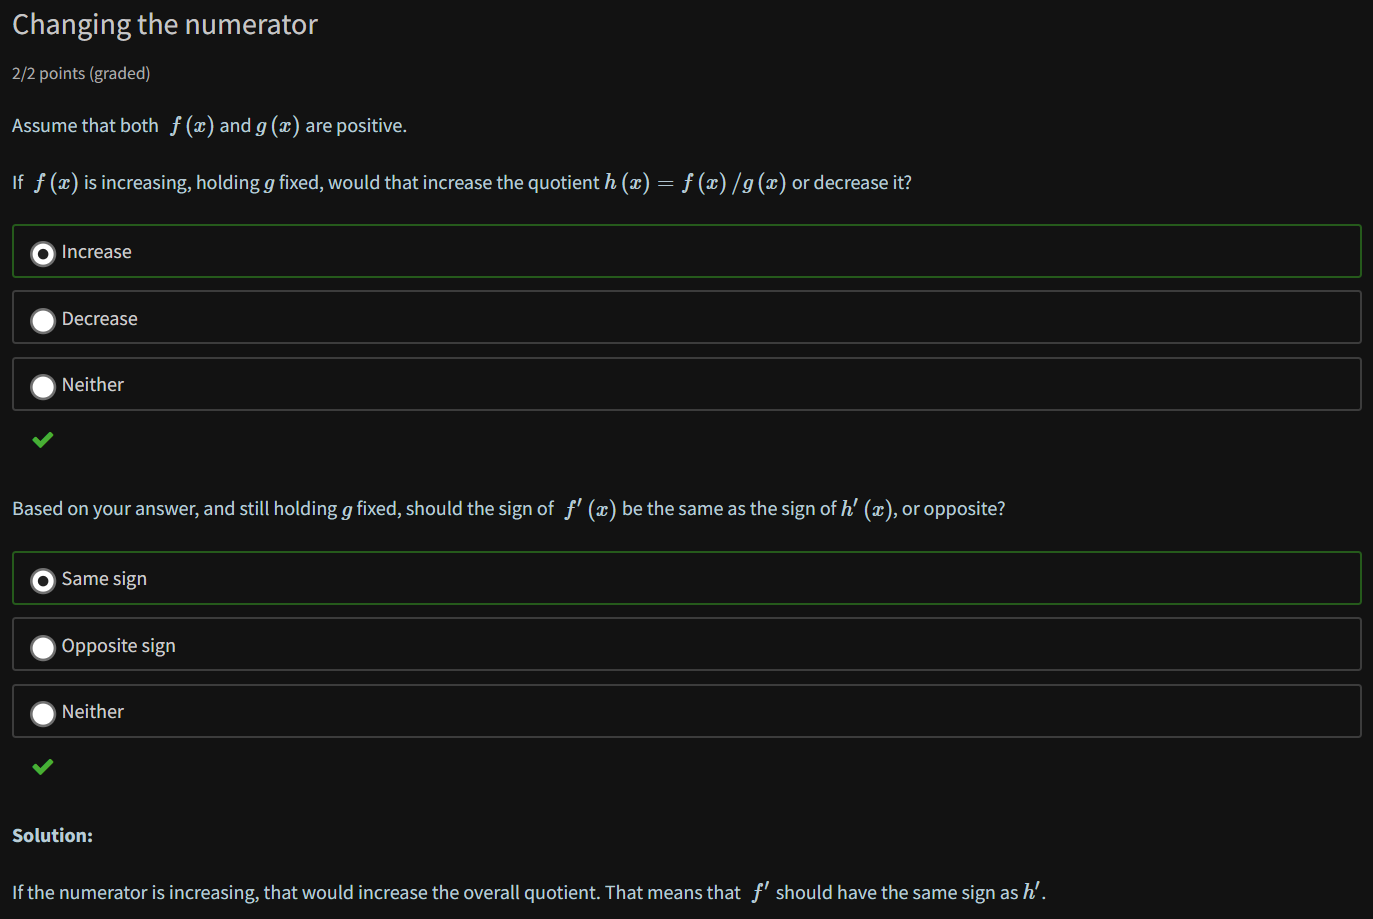 Changing the numerator
2/2 points (graded)
Assume that both f (x) and g (x) are positive.
If f (x) is increasing, holding g fixed, would that increase the quotient h (x) = f (x) /g (x) or decrease it?
Increase
Decrease
Neither
Based on your answer, and still holding g fixed, should the sign of f′ (x) be the same as the sign of h′ (x), or opposite?
Same sign
Opposite sign
Neither
Solution:
If the numerator is increasing, that would increase the overall quotient. That means that f′ should have the same sign as h′.